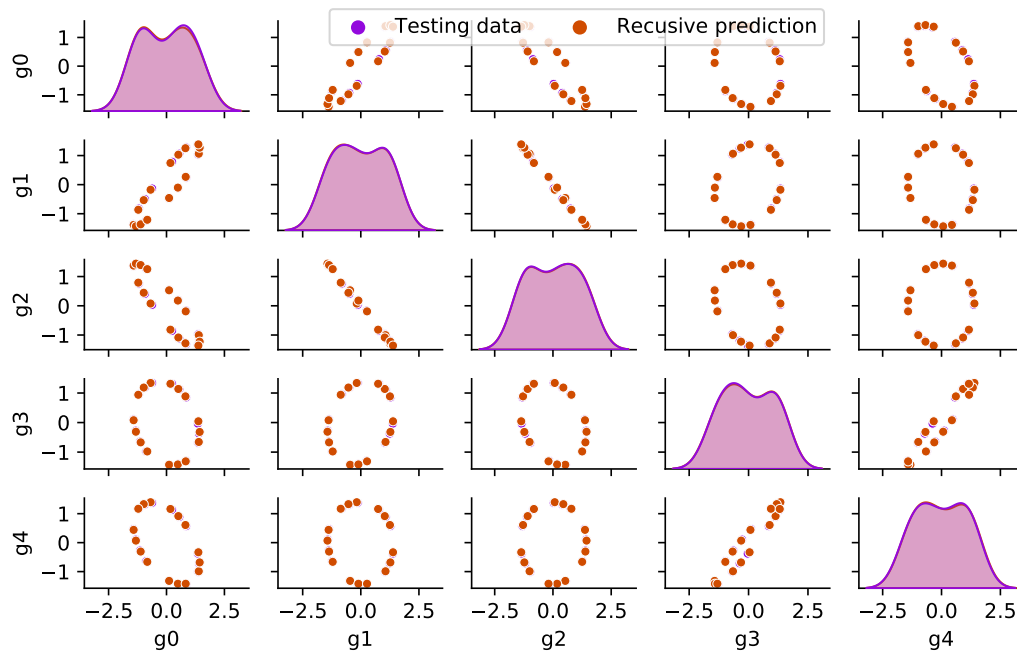 Testing data Recusive prediction
g0 1 0 −1
g1 1 0 −1
g2 1 0 −1
g3 1 0 −1
g4 1 0 −1
−2.5 0.0 2.5 −2.5 0.0 2.5 −2.5 0.0 2.5 −2.5 0.0 2.5 −2.5 0.0 2.5
g0 g1 g2 g3 g4